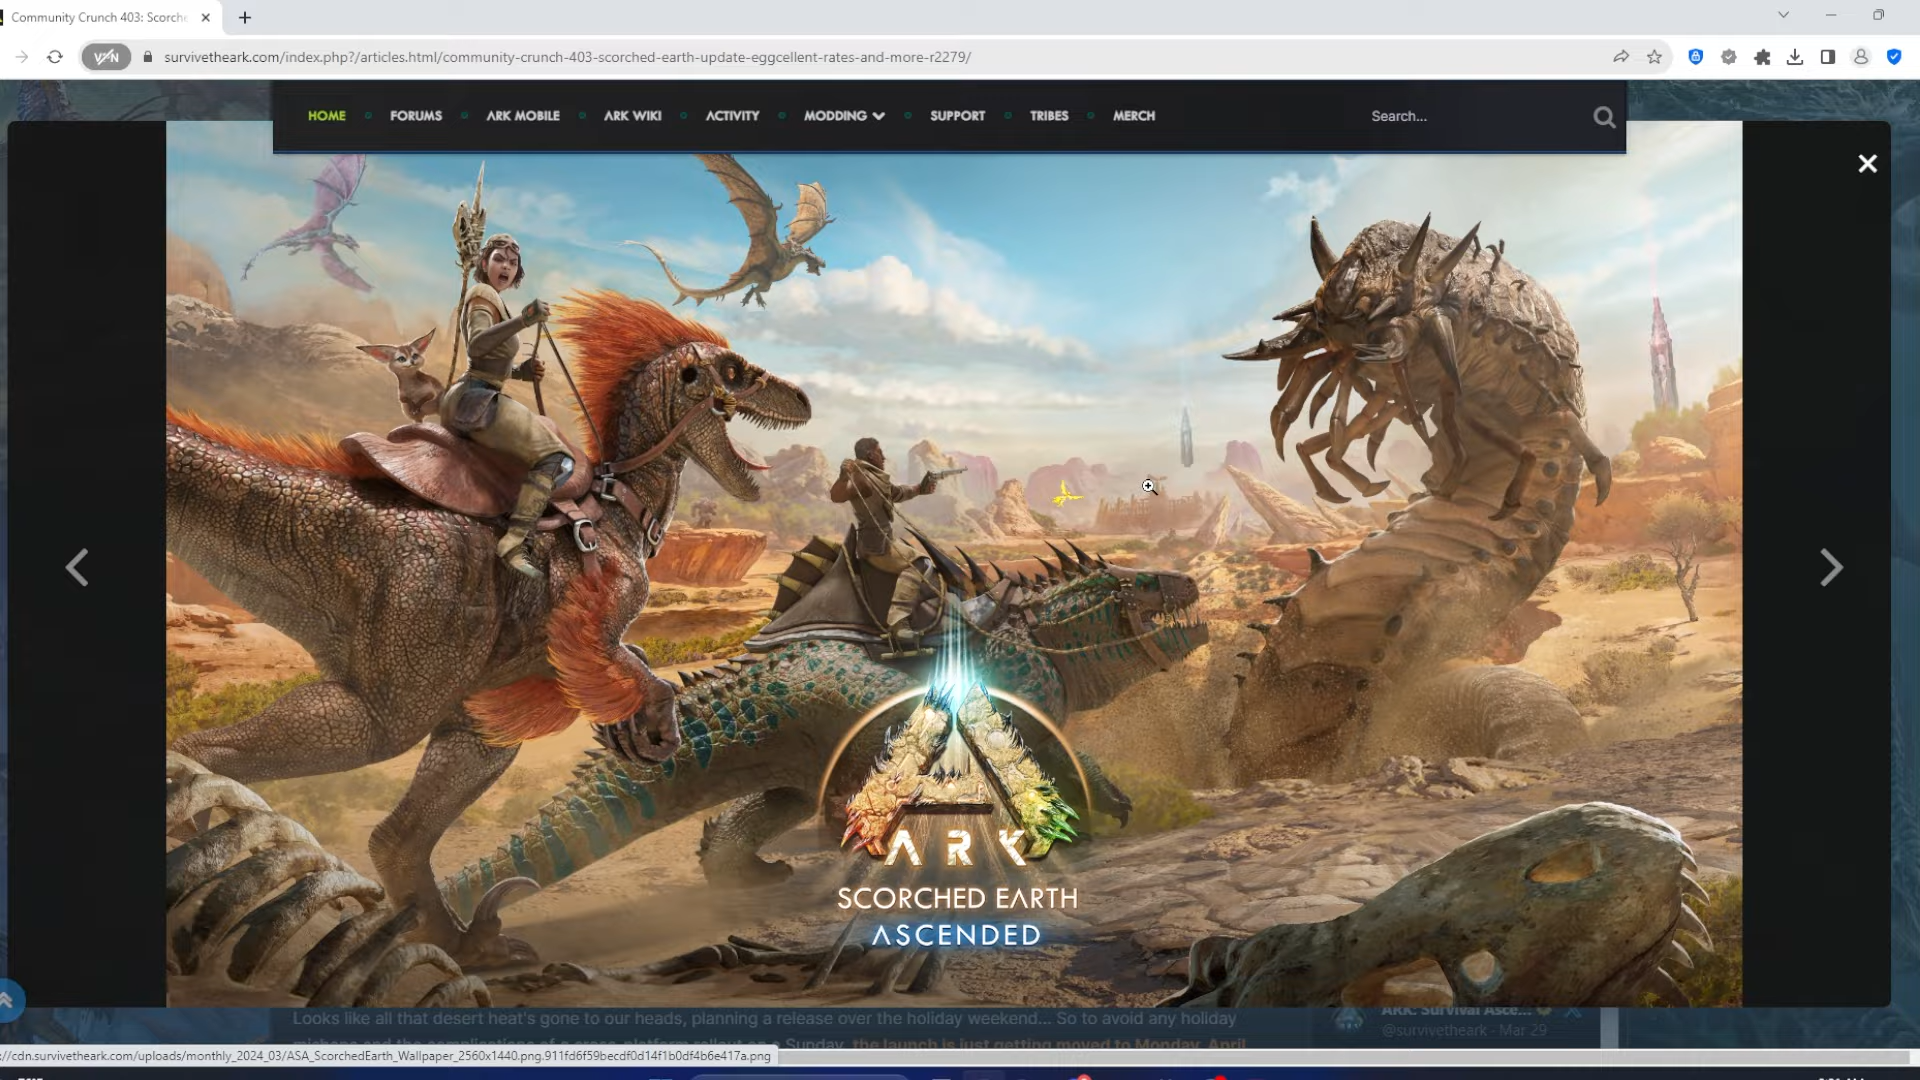 Community Crunch 403: Scorche
VPN
survivetheark.com/index.php?/articles.html/community-crunch-403-scorched-earth-update-eggcellent-rates-and-more-r2279/
HOME FORUMS ARK MOBILE ARK WIKI ACTIVITY MODDING SUPPORT TRIBES MERCH Search...
ARK
SCORCHED EARTH
ASCENDED
Looks like all that desert heat's gone to our heads, planning a release over the holiday weekend... So to avoid any holiday
ARK: Survival Asce...
@survivetheark · Mar 29
Sunday, the launch is just getting moved to Monday, April
://cdn.survivetheark.com/uploads/monthly_2024_03/ASA_ScorchedEarth_Wallpaper_2560x1440.png.911fd6f59becdf0d14f1b0df4b6e417a.png